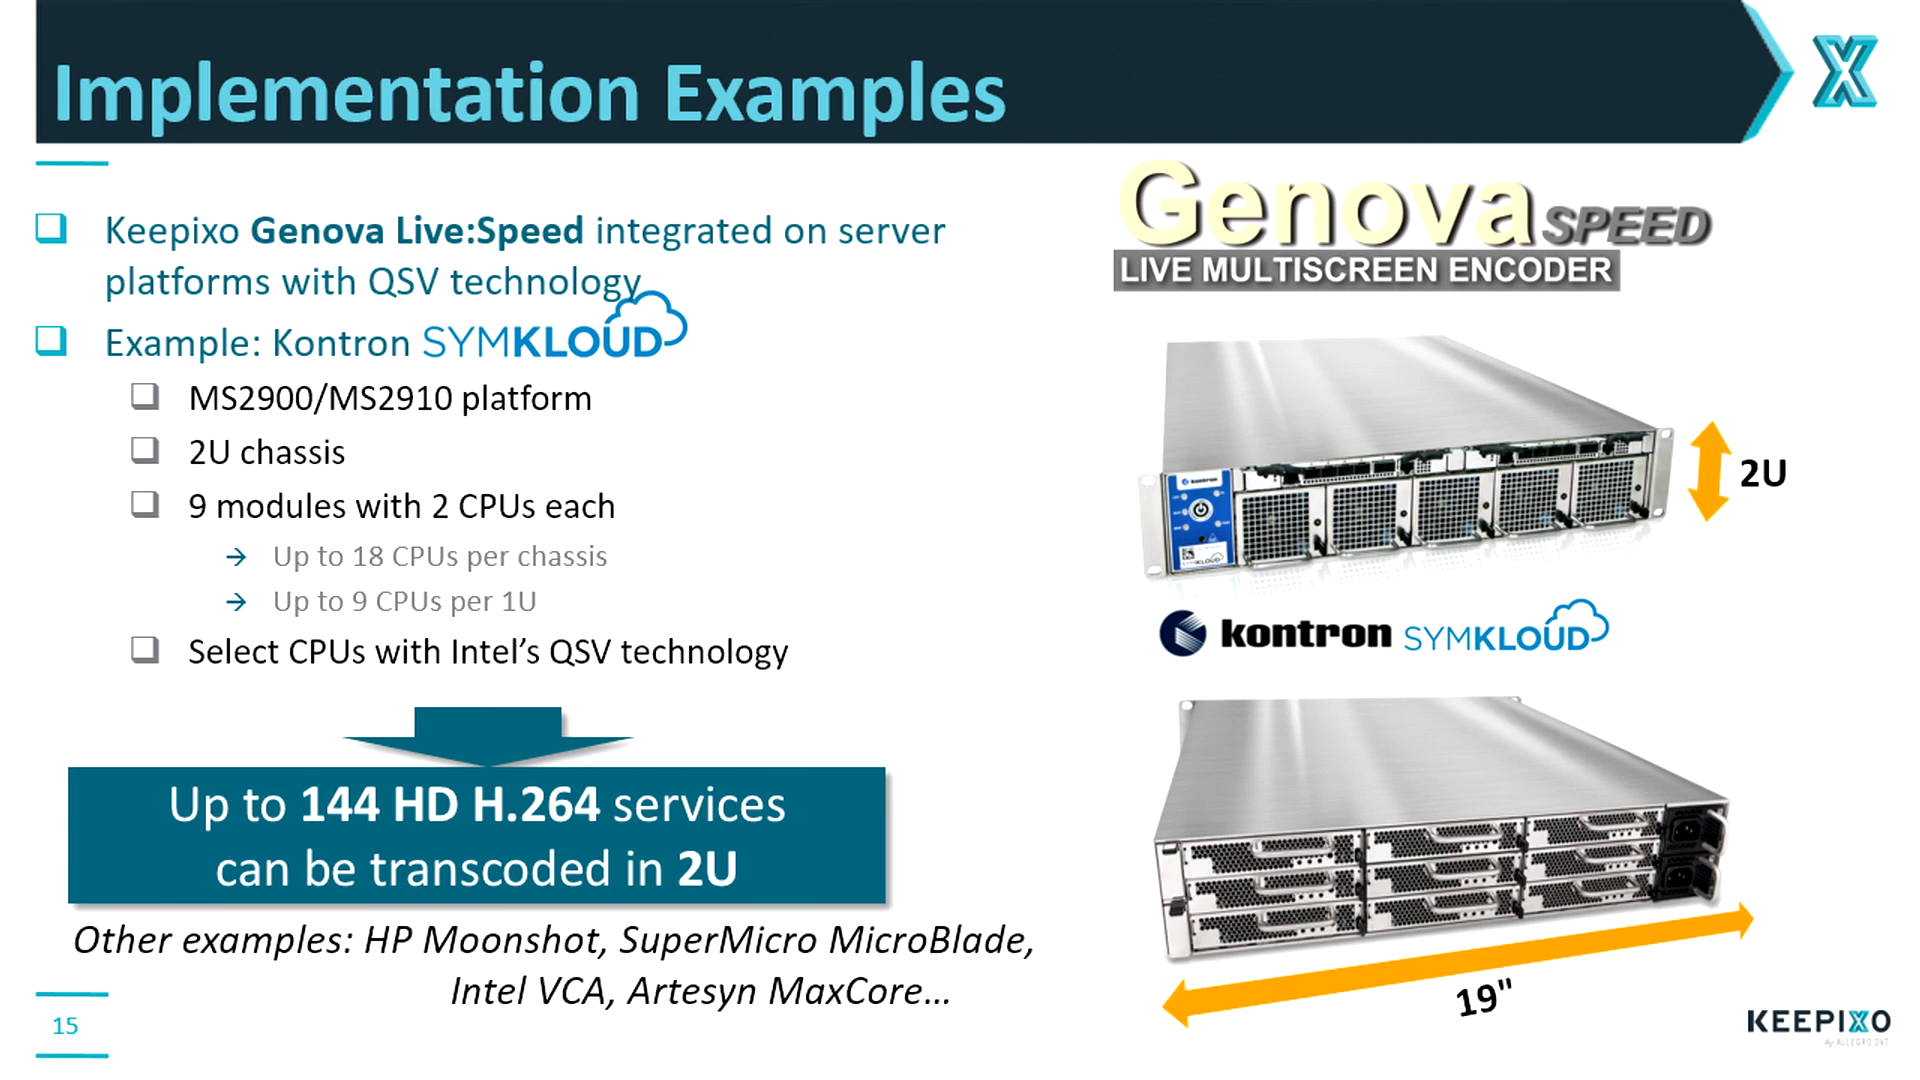 Implementation Examples
Keepixo Genova Live:Speed integrated on server
platforms with QSV technology
Example: Kontron SYMKLOUD
MS2900/MS2910 platform
2U chassis
9 modules with 2 CPUs each
Up to 18 CPUs per chassis
Up to 9 CPUs per 1U
Select CPUs with Intel’s QSV technology
Up to 144 HD H.264 services
can be transcoded in 2U
Other examples: HP Moonshot, SuperMicro MicroBlade,
Intel VCA, Artesyn MaxCore...
15
Genova SPEED
LIVE MULTISCREEN ENCODER
kontron
SYMKLOUD
2U
kontron SYMKLOUD
19"
KEEPIXO
by ALLEGRO DVT